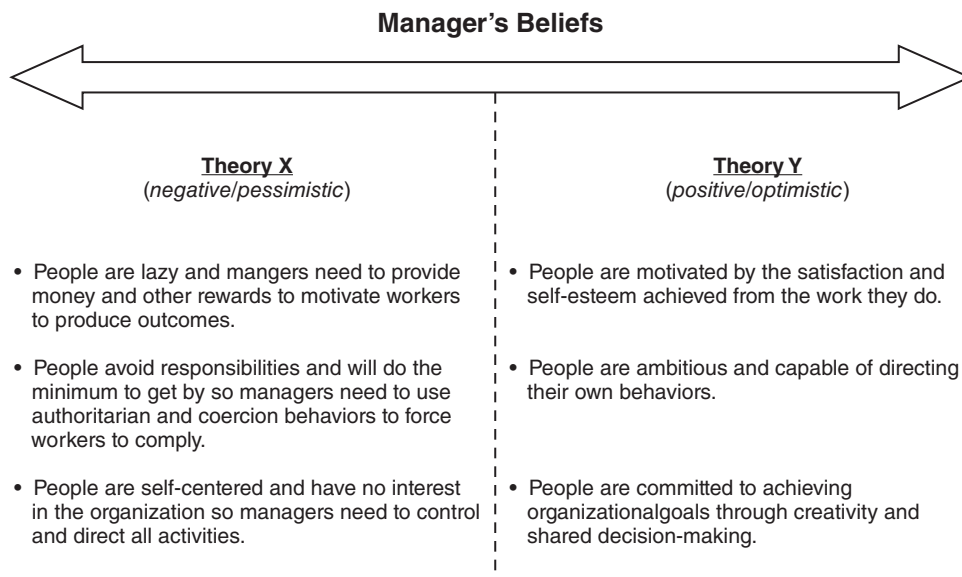 Manager's Beliefs
Theory X
(negative/pessimistic)
• People are lazy and mangers need to provide
money and other rewards to motivate workers
to produce outcomes.
• People avoid responsibilities and will do the
minimum to get by so managers need to use
authoritarian and coercion behaviors to force
workers to comply.
• People are self-centered and have no interest
in the organization so managers need to control
and direct all activities.
Theory Y
(positive/optimistic)
• People are motivated by the satisfaction and
self-esteem achieved from the work they do.
• People are ambitious and capable of directing
their own behaviors.
• People are committed to achieving
organizationalgoals through creativity and
shared decision-making.